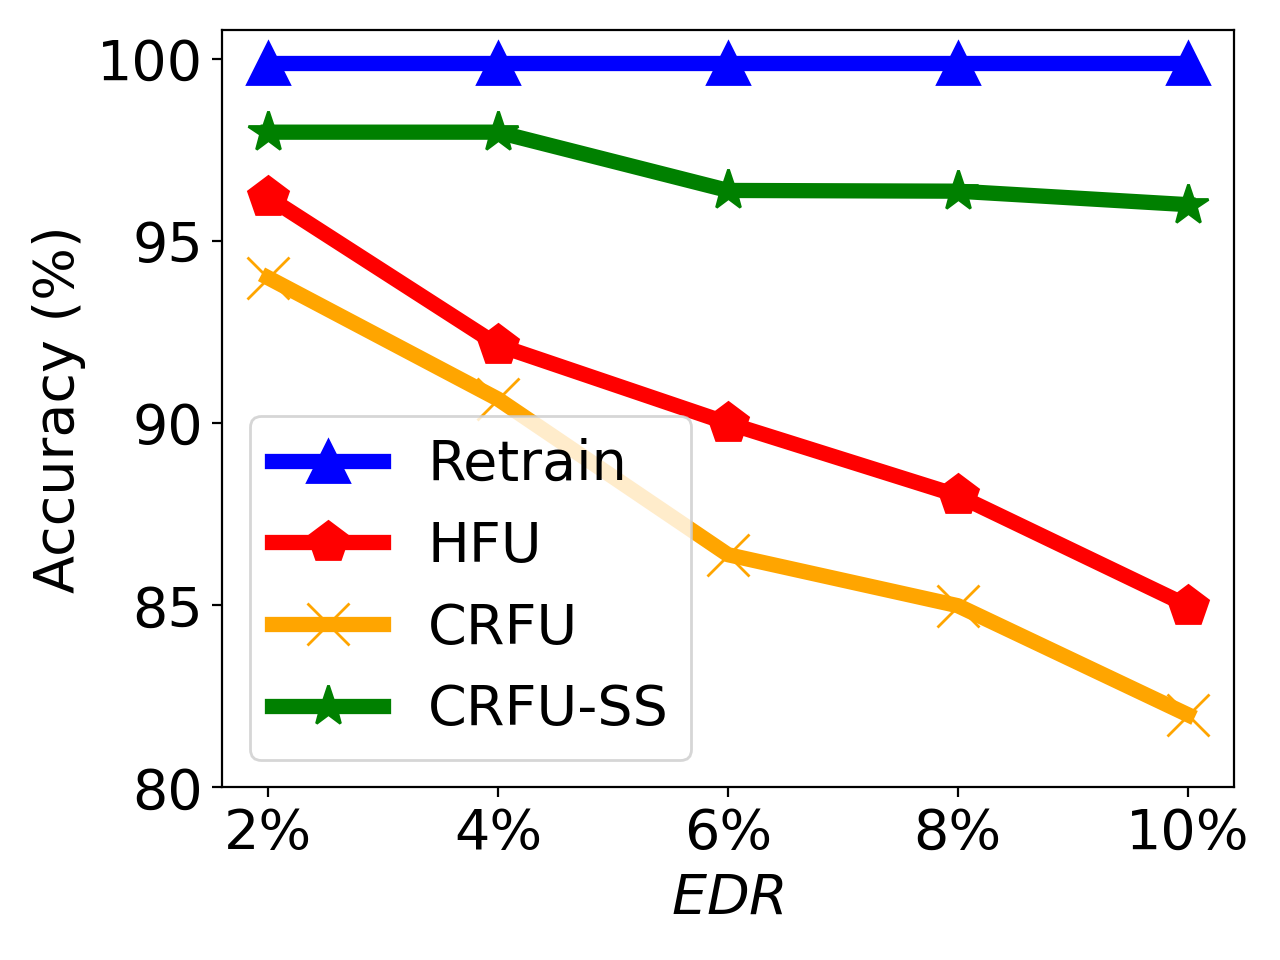 Accuracy (%)
100
95
90
85
80
Retrain
HFU
CRFU
CRFU-SS
2% 4% 6% 8% 10%
EDR